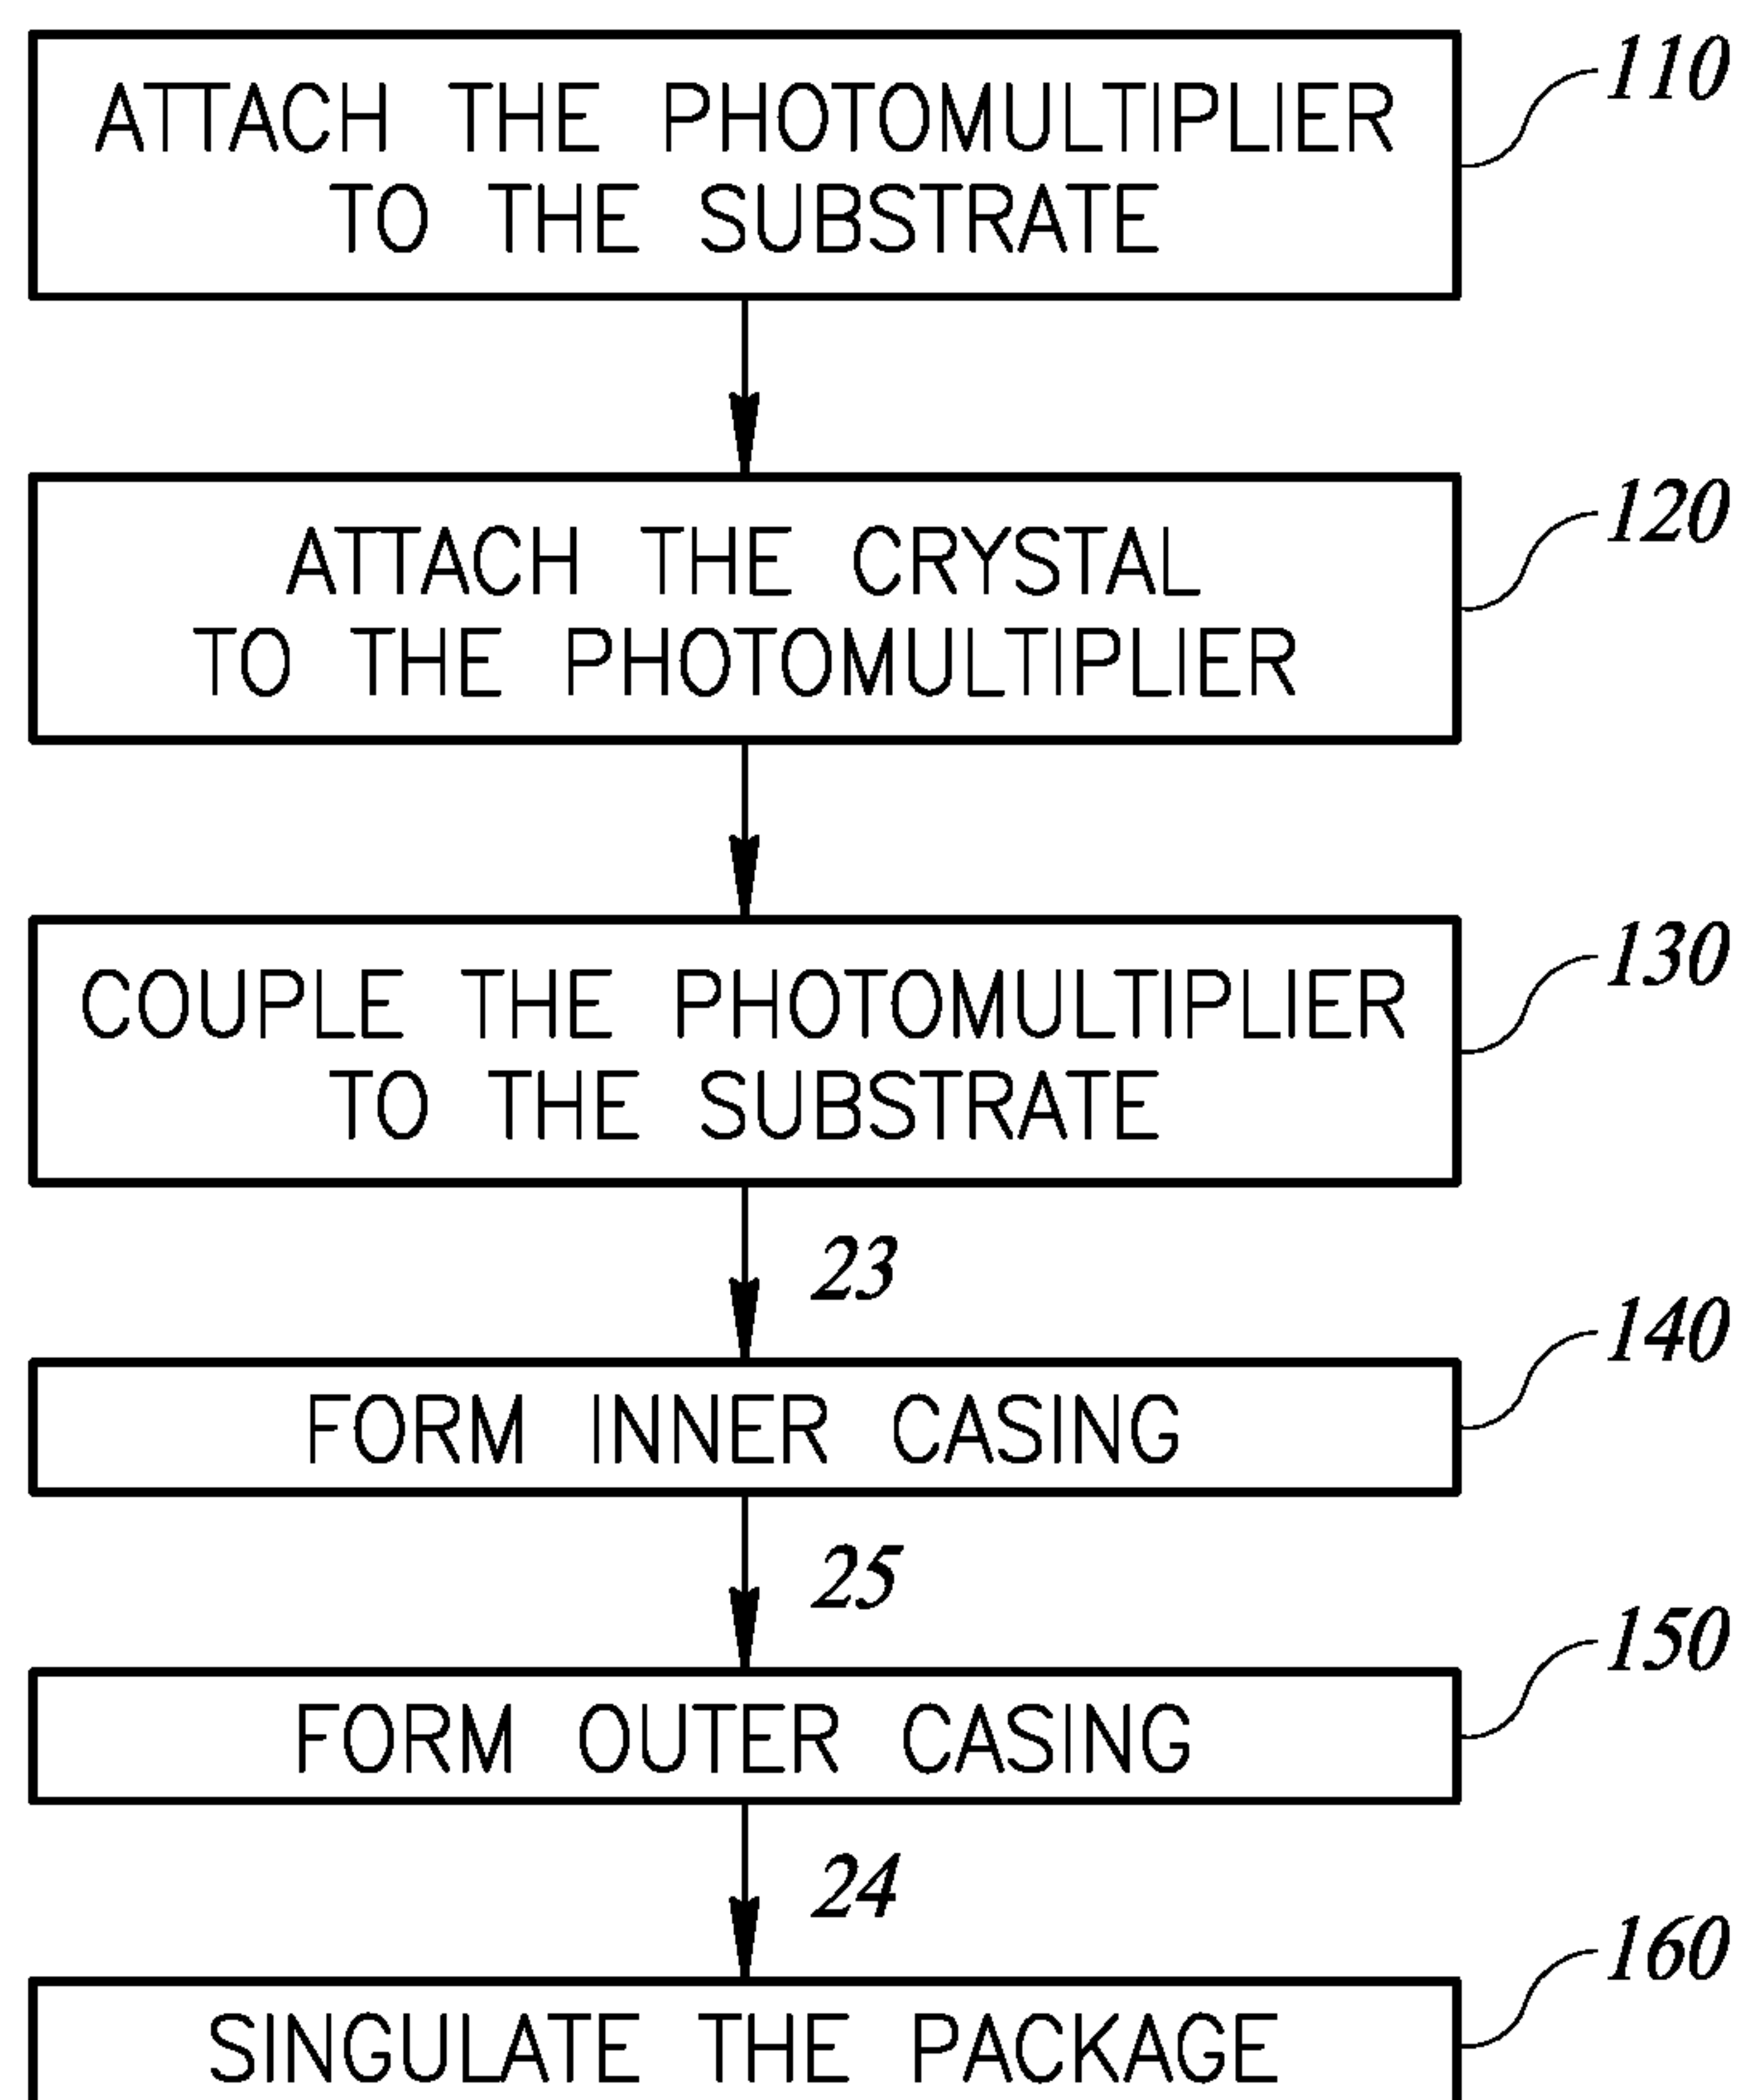 ATTACH THE PHOTOMULTIPLIER
TO THE SUBSTRATE
110
ATTACH THE CRYSTAL
TO THE PHOTOMULTIPLIER
120
COUPLE THE PHOTOMULTIPLIER
TO THE SUBSTRATE
130
23
FORM INNER CASING
140
25
FORM OUTER CASING
150
24
SINGULATE THE PACKAGE
160